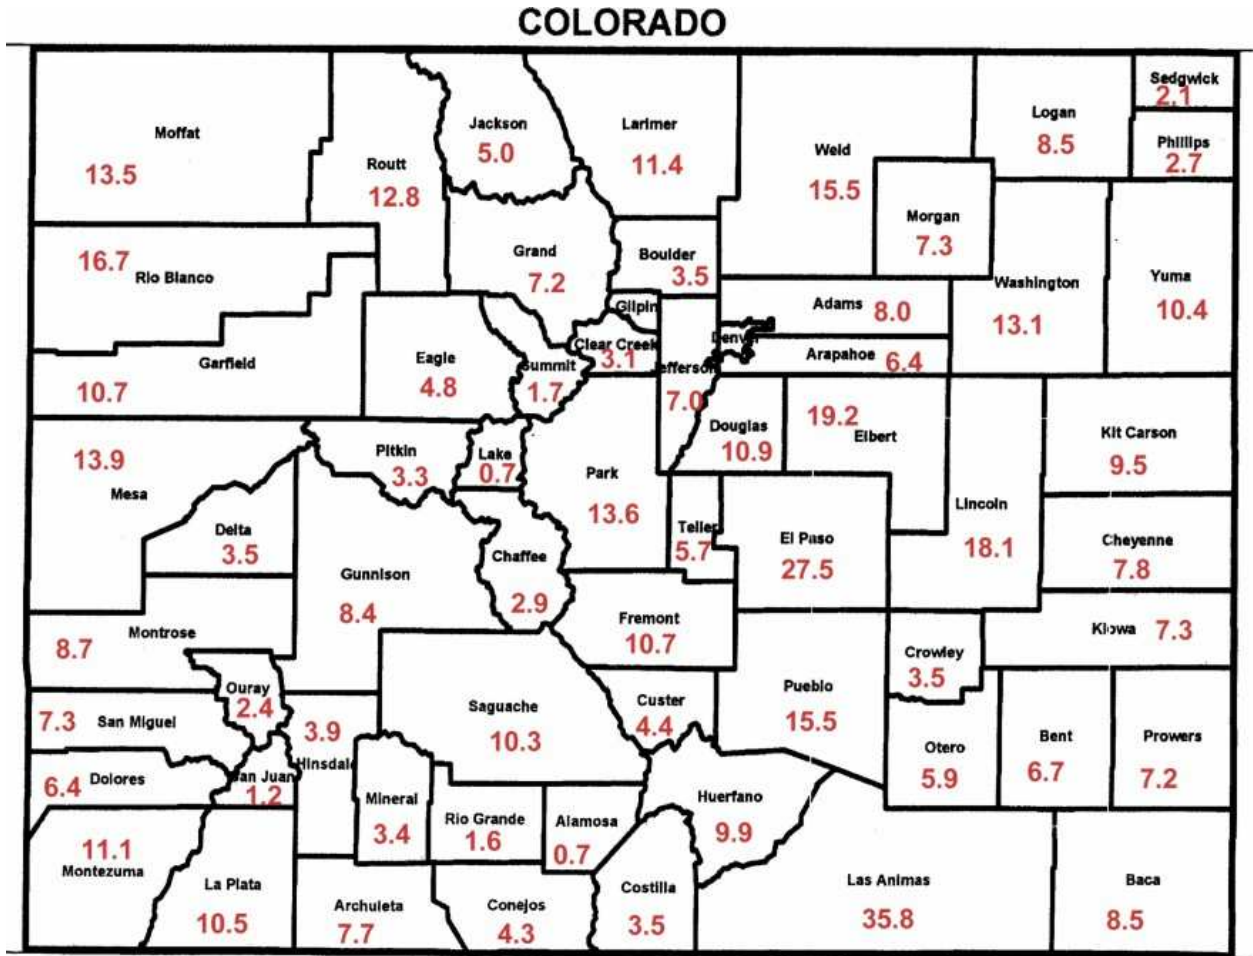 COLORADO
Moffat
13.5
Routt
12.8
Jackson
5.0
Larimer
11.4
Weld
15.5
Logan
8.5
Sedgwick
2.1
Phillips
2.7
Morgan
7.3
Washington
13.1
Yuma
10.4
16.7
Rio Blanco
Grand
7.2
Boulder
3.5
Gilpin
Adams 8.0
Denver
Arapahoe 6.4
Clear Creek
3.1
Jefferson
7.0
Garfield
10.7
Eagle
4.8
Summit
1.7
Douglas
10.9
19.2
Elbert
Kit Carson
9.5
13.9
Mesa
Pitkin
3.3
Lake
0.7
Park
13.6
Teller
5.7
El Paso
27.5
Lincoln
18.1
Cheyenne
7.8
Delta
3.5
Gunnison
8.4
Chaffee
2.9
Fremont
10.7
Kiowa 7.3
Montrose
8.7
Crowley
3.5
Ouray
2.4
Saguache
10.3
Custer
4.4
Pueblo
15.5
7.3 San Miguel
3.9
Hinsdale
Otero
5.9
Bent
6.7
Prowers
7.2
6.4 Dolores
San Juan
1.2
Mineral
3.4
Rio Grande
1.6
Alamosa
0.7
Huerfano
9.9
11.1
Montezuma
La Plata
10.5
Archuleta
7.7
Conejos
4.3
Costilla
3.5
Las Animas
35.8
Baca
8.5